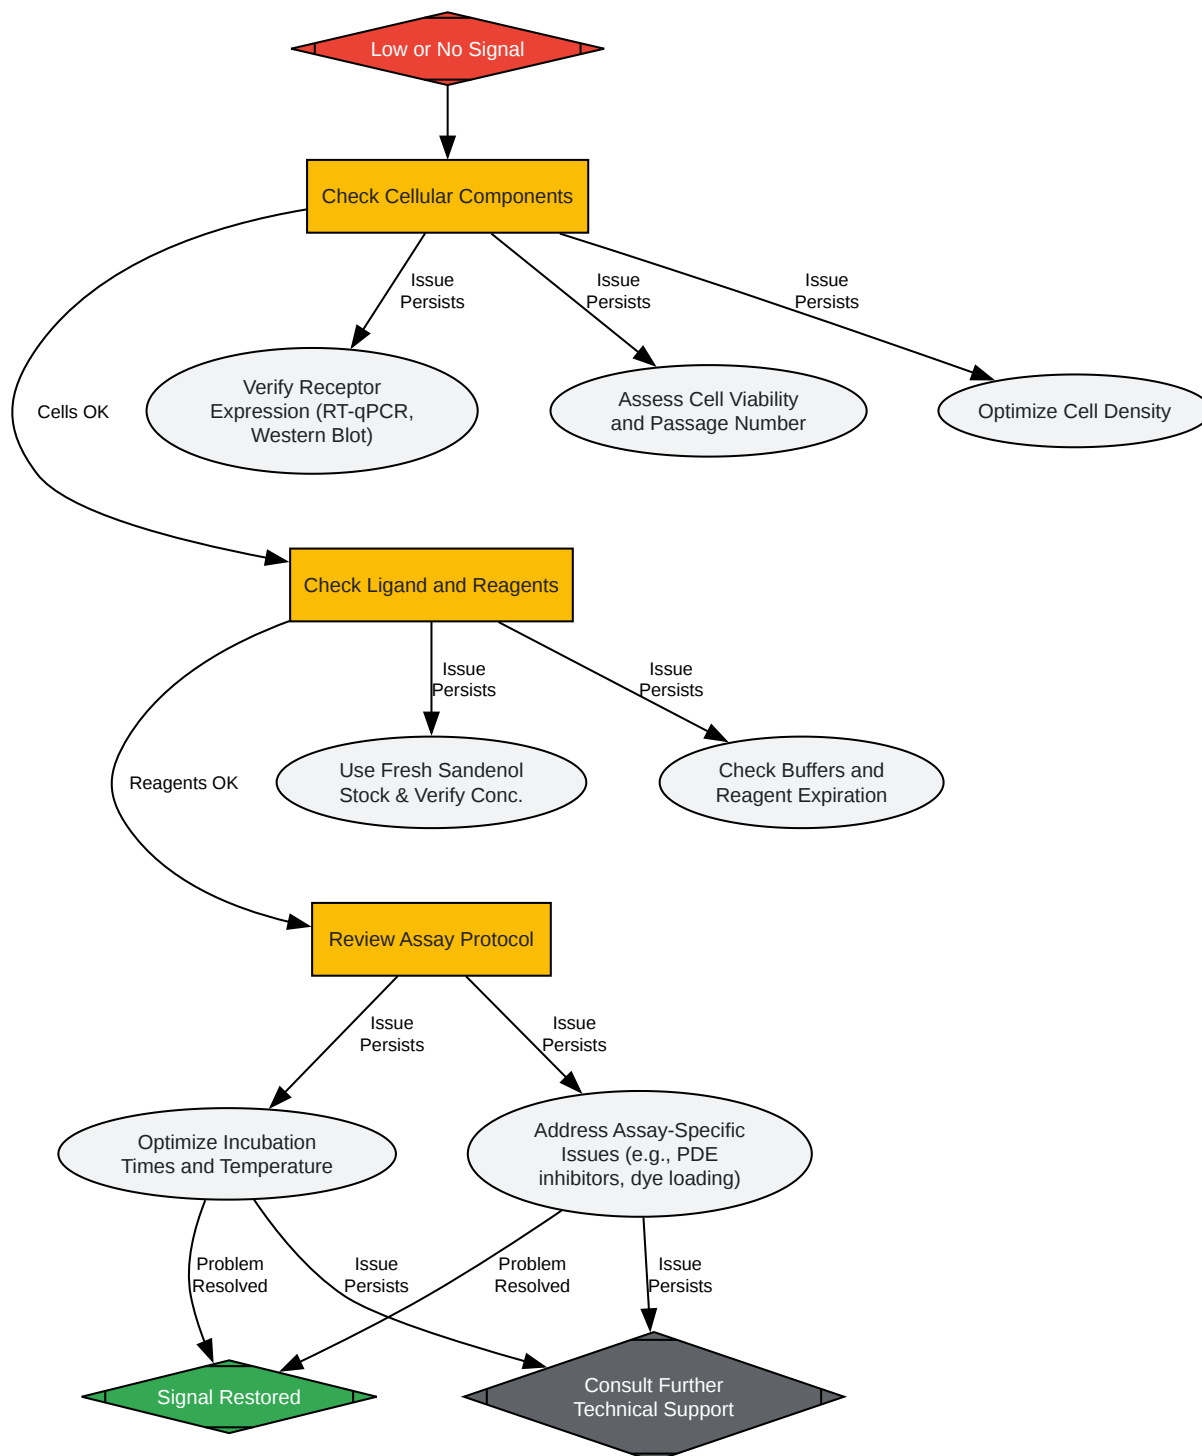 Low or No Signal
Check Cellular Components
Issue
Persists
Issue
Persists
Issue
Persists
Cells OK
Verify Receptor
Expression (RT-qPCR,
Western Blot)
Assess Cell Viability
and Passage Number
Optimize Cell Density
Check Ligand and Reagents
Issue
Persists
Issue
Persists
Reagents OK
Use Fresh Sandenol
Stock & Verify Conc.
Check Buffers and
Reagent Expiration
Review Assay Protocol
Issue
Persists
Issue
Persists
Optimize Incubation
Times and Temperature
Address Assay-Specific
Issues (e.g., PDE
inhibitors, dye loading)
Problem
Resolved
Issue
Persists
Problem
Resolved
Issue
Persists
Signal Restored
Consult Further
Technical Support